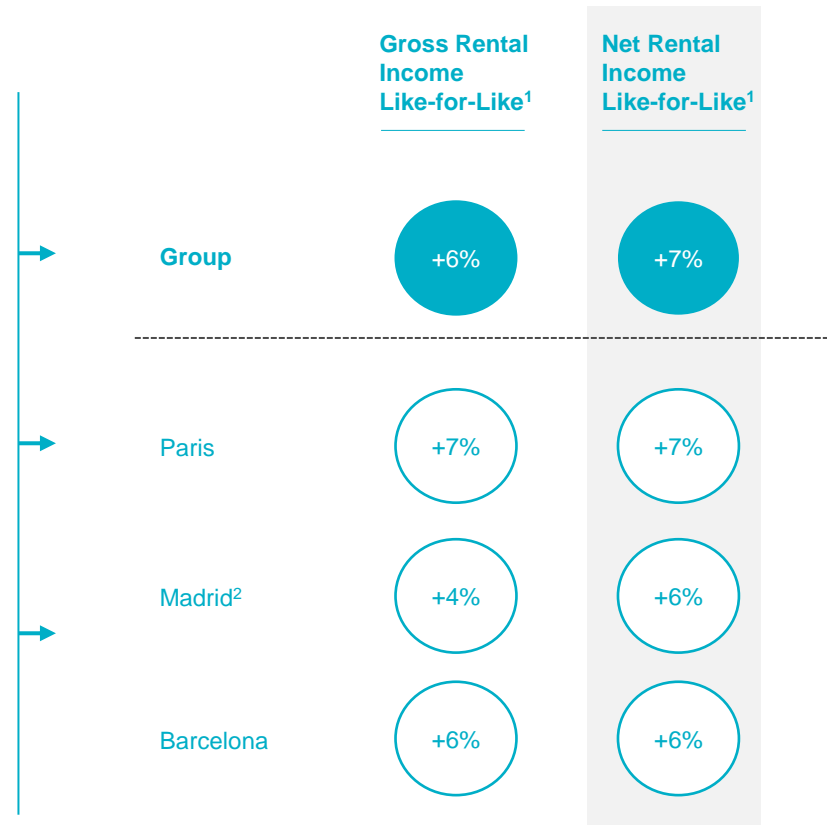 Gross Rental
Income
Like-for-Like¹
Net Rental
Income
Like-for-Like¹
Group +6% +7%
Paris +7% +7%
Madrid² +4% +6%
Barcelona +6% +6%